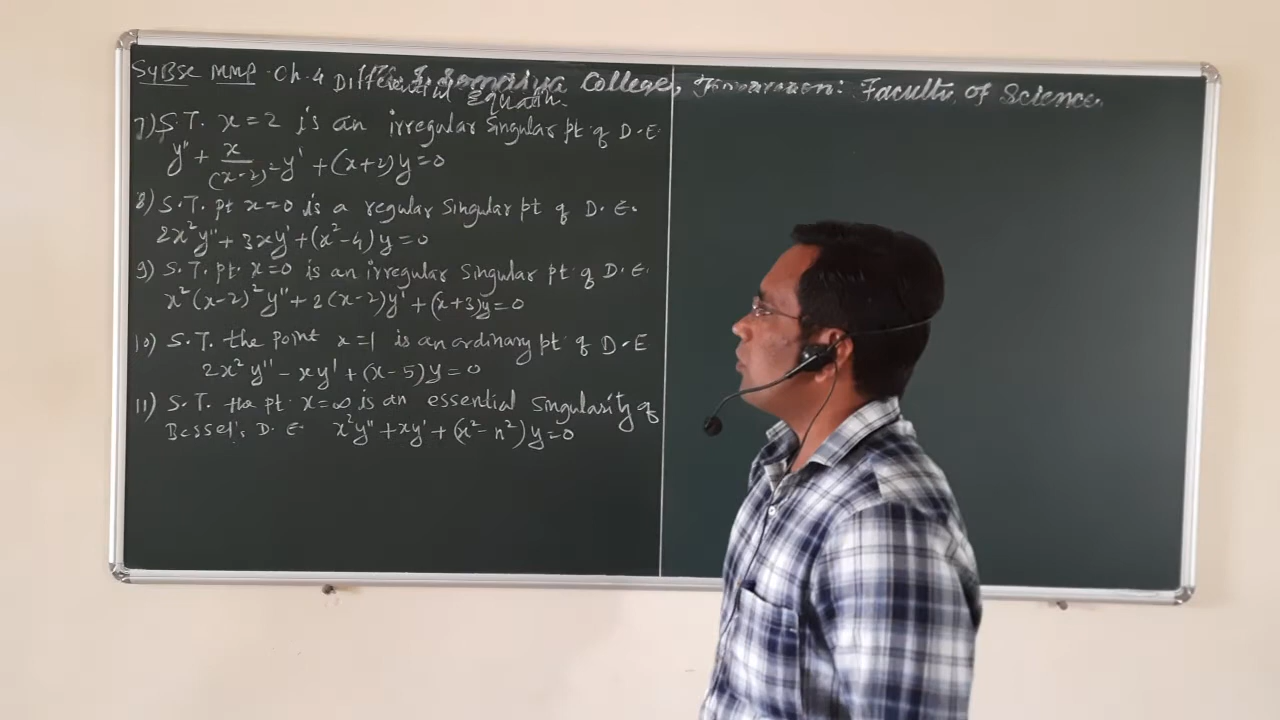 SYBSC MMP. Ch. 4 Differential
Equation.
Somaiya College, : Faculty of Science
7) S.T. x=2 is an irregular singular pt. of D.E.
y'' + x/(x-2)² y' + (x+2)y=0
8) S.T. pt x=0 is a regular singular pt of D.E.
2x²y'' + 3xy' + (x²-4)y=0
9) S.T. pt. x=0 is an irregular singular pt. of D.E.
x²(x-2)²y'' + 2(x-2)y' + (x+3)y=0
10) S.T. the point x=1 is an ordinary pt. of D.E
2x²y'' - xy' + (x-5)y=0
11) S.T. the pt. x=∞ is an essential singularity of
Bessel's D.E. x²y'' + xy' + (x²-n²)y=0